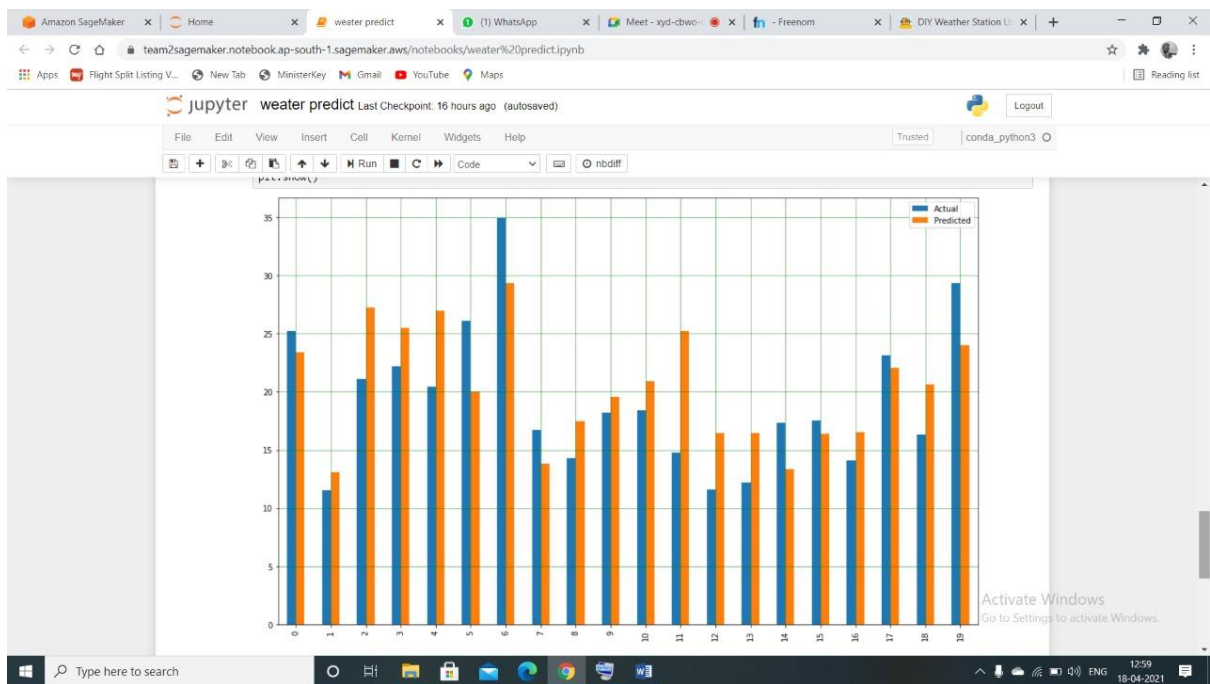 Amazon SageMaker
Home
weater predict
(1) WhatsApp
Meet - xyd-cbwo-
- Freenom
DIY Weather Station U
team2sagemaker.notebook.ap-south-1.sagemaker.aws/notebooks/weater%20predict.ipynb
Apps Flight Split Listing V... New Tab MinisterKey Gmail YouTube Maps Reading list
jupyter weater predict Last Checkpoint: 16 hours ago (autosaved) Logout
File Edit View Insert Cell Kernel Widgets Help Trusted conda_python3
Run Code nbdiff
plt.show()
Actual
Predicted
35
30
25
20
15
10
5
0
0 1 2 3 4 5 6 7 8 9 10 11 12 13 14 15 16 17 18 19
Activate Windows
Go to Settings to activate Windows.
Type here to search
ENG
12:59
18-04-2021